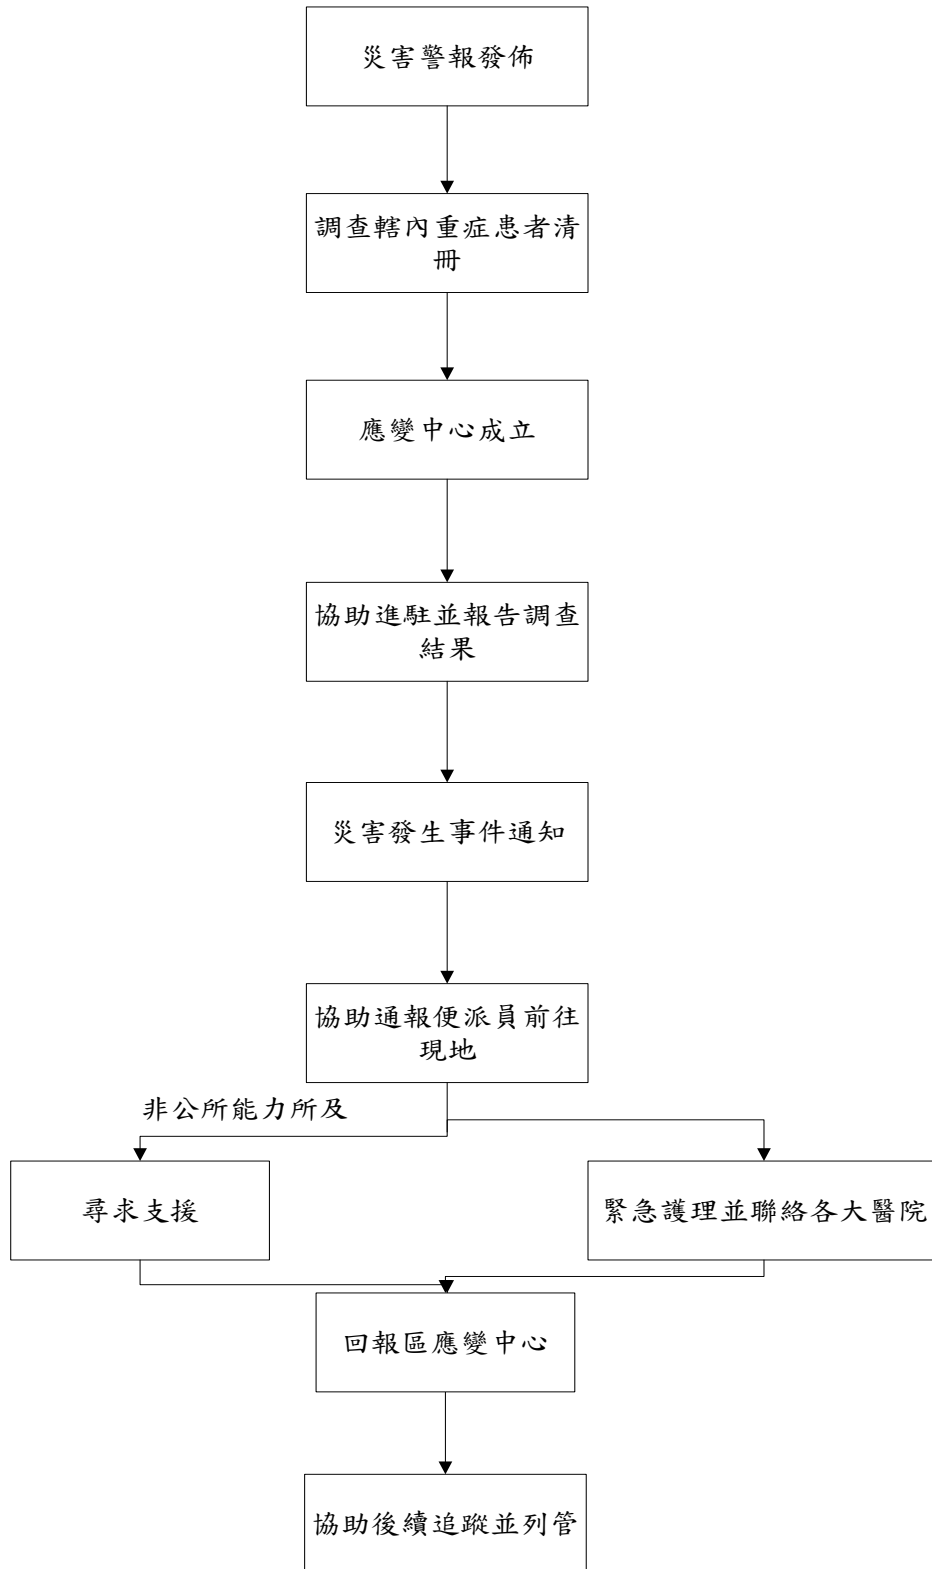 災害警報發佈
調查轄內重症患者清
冊
應變中心成立
協助進駐並報告調查
結果
災害發生事件通知
協助通報便派員前往
現地
非公所能力所及
尋求支援
緊急護理並聯絡各大醫院
回報區應變中心
協助後續追蹤並列管